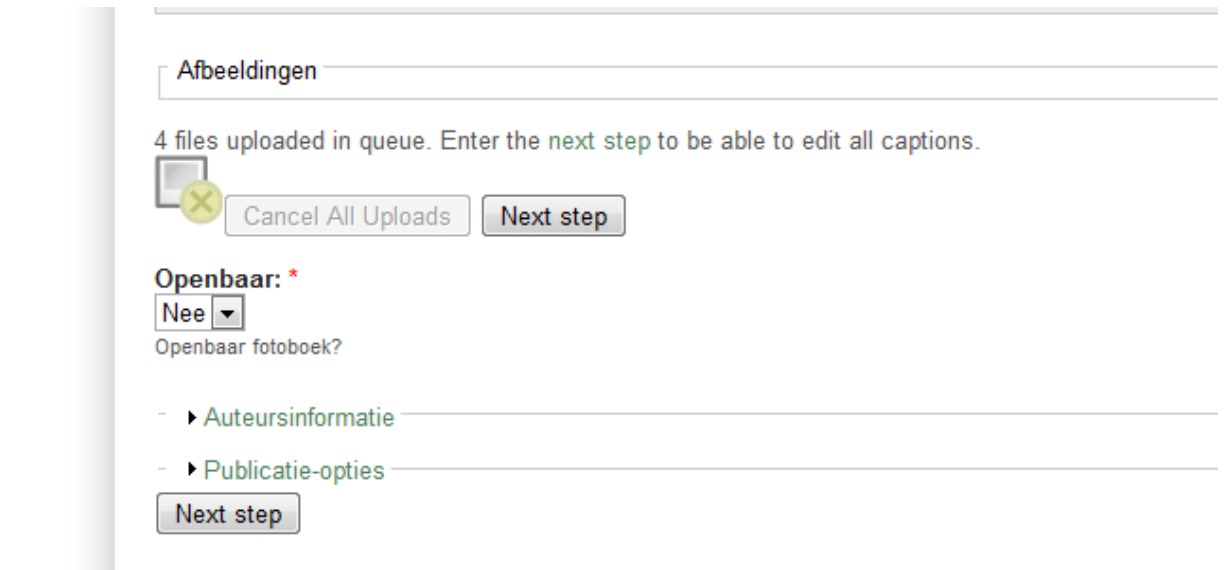 Afbeeldingen
4 files uploaded in queue. Enter the next step to be able to edit all captions.
Cancel All Uploads Next step
Openbaar: *
Nee
Openbaar fotoboek?
Auteursinformatie
Publicatie-opties
Next step